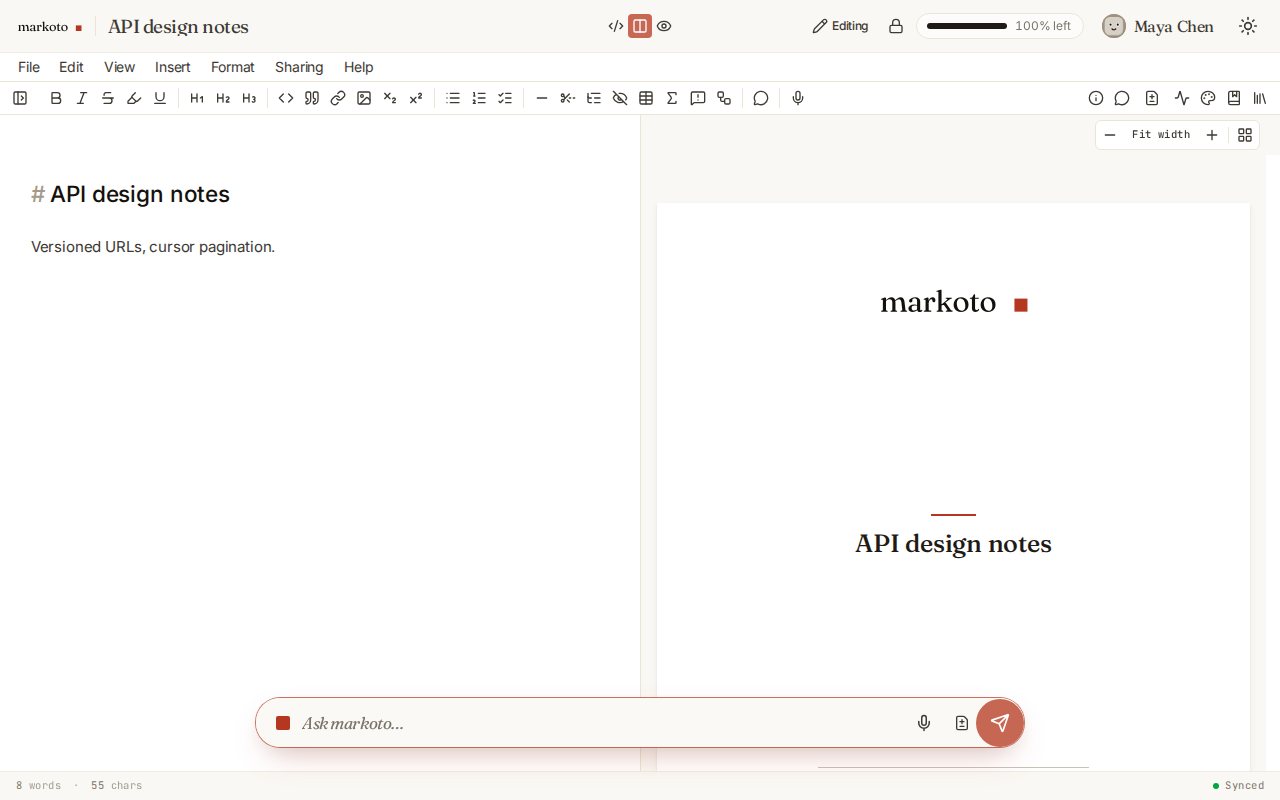 markoto
API design notes
Editing
100% left
Maya Chen
File Edit View Insert Format Sharing Help
H1 H2 H3
Fit width
# API design notes
Versioned URLs, cursor pagination.
markoto
API design notes
Ask markoto...
8 words · 55 chars
Synced